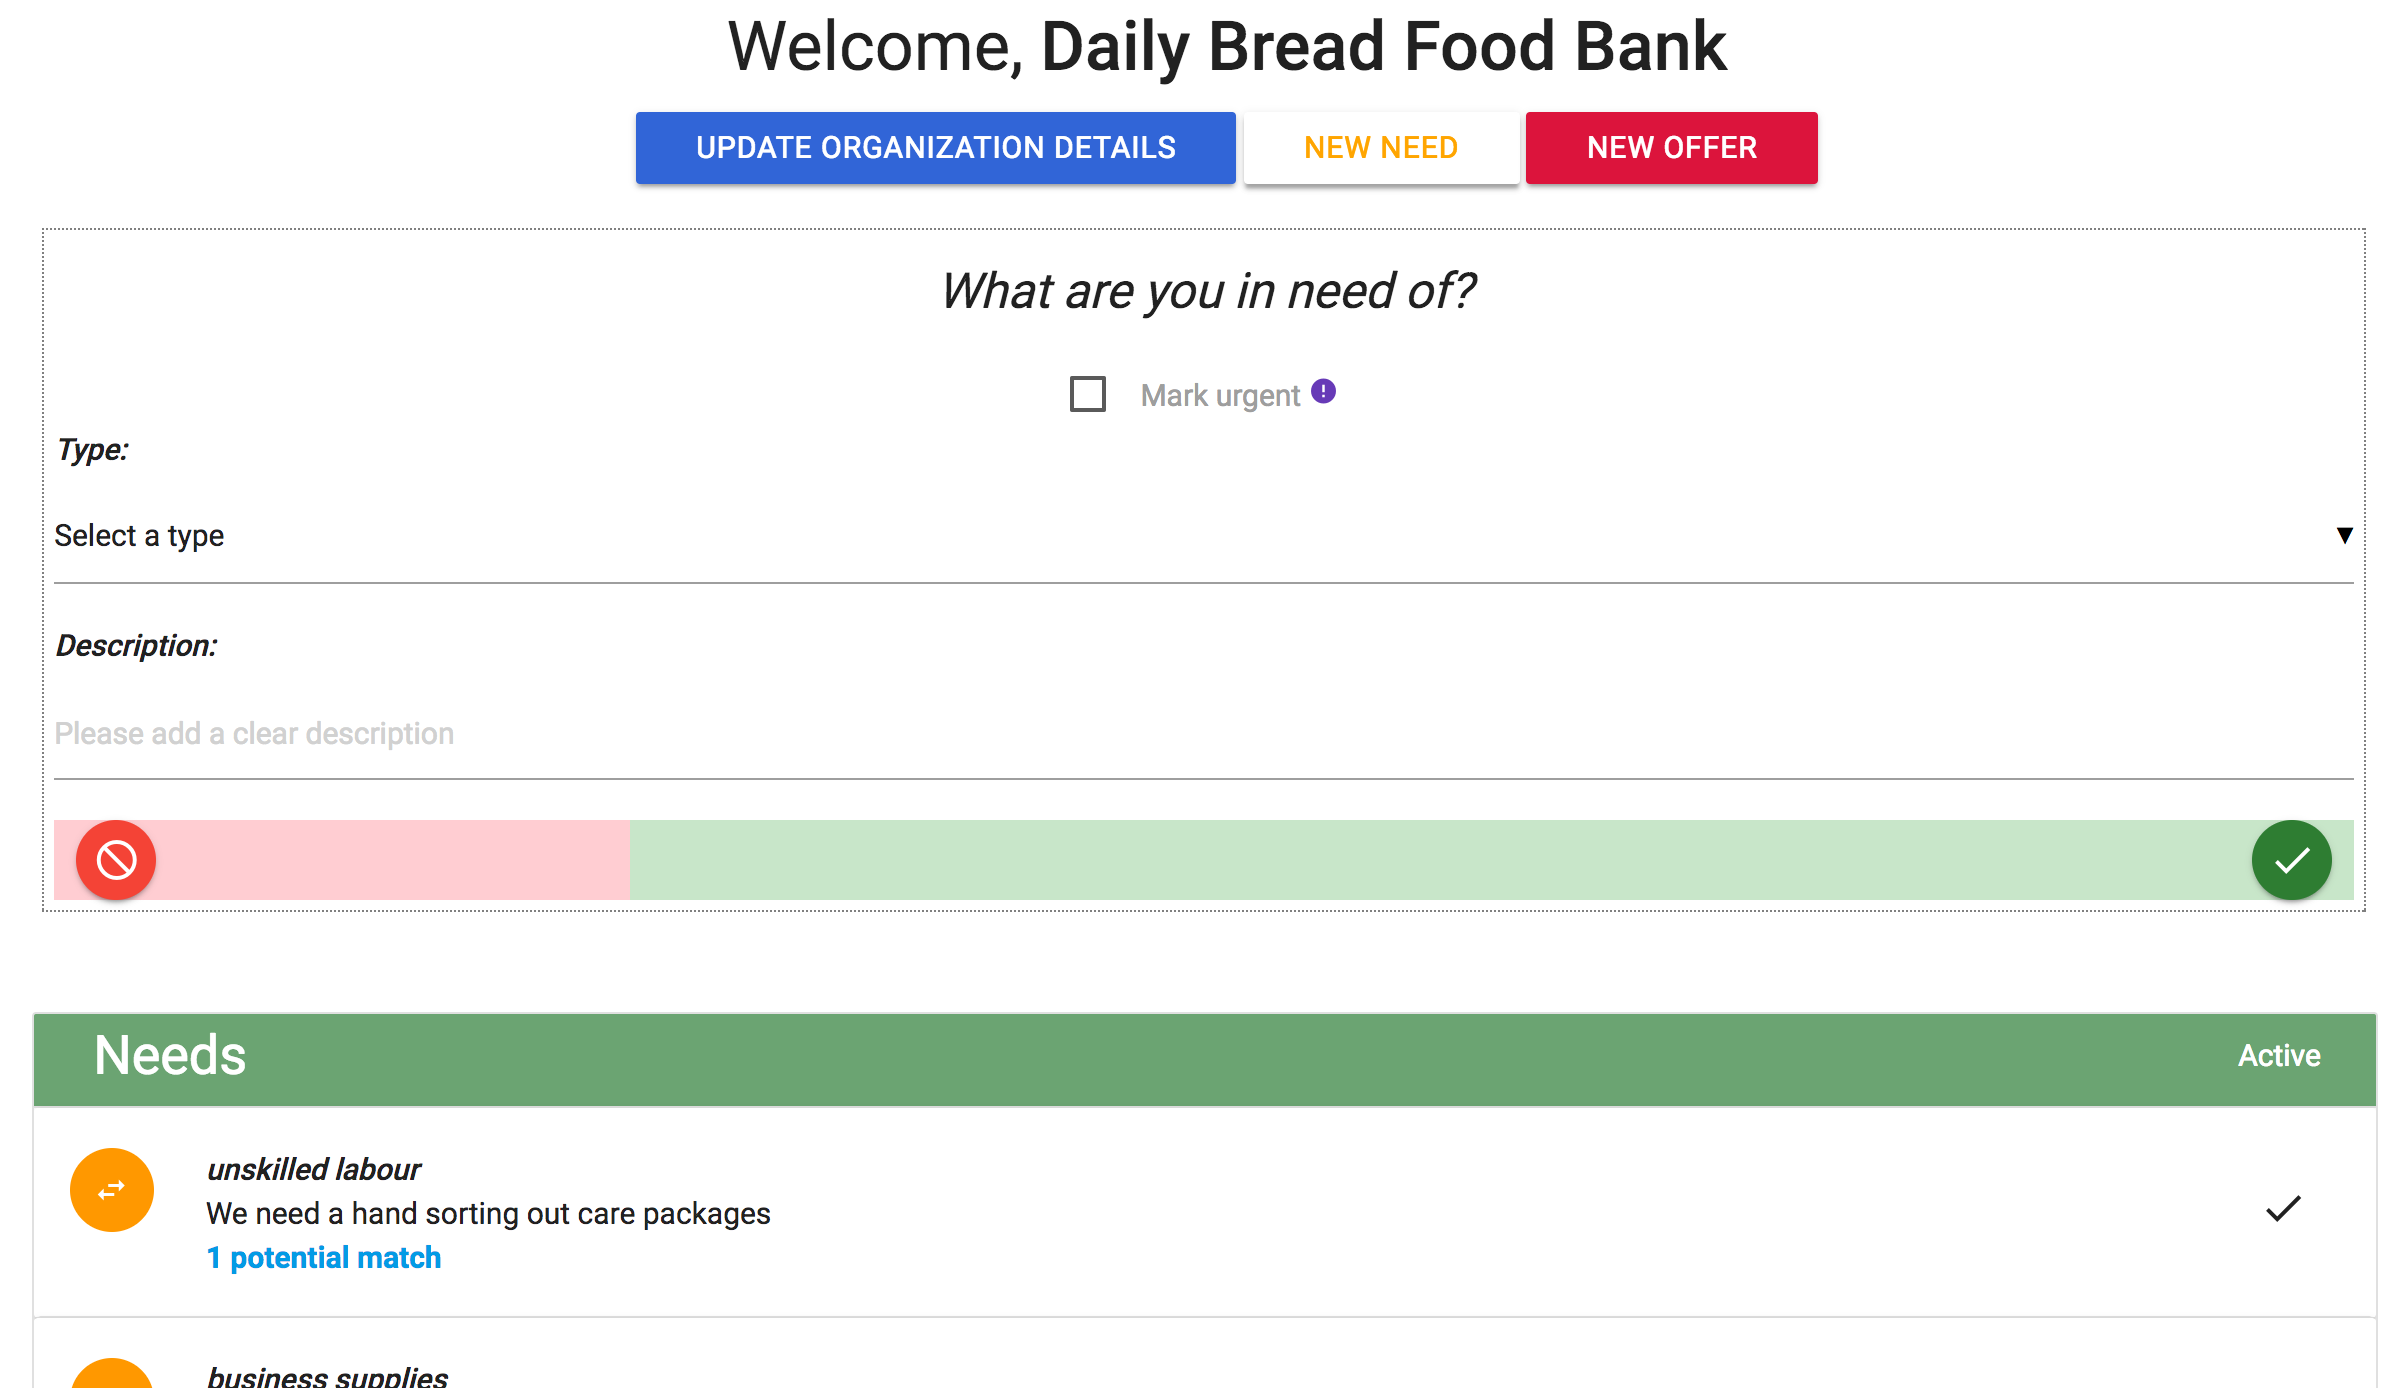 Welcome, Daily Bread Food Bank
UPDATE ORGANIZATION DETAILS NEW NEED NEW OFFER
What are you in need of?
Mark urgent
Type:
Select a type
Description:
Please add a clear description
Needs Active
unskilled labour
We need a hand sorting out care packages
1 potential match
business supplies